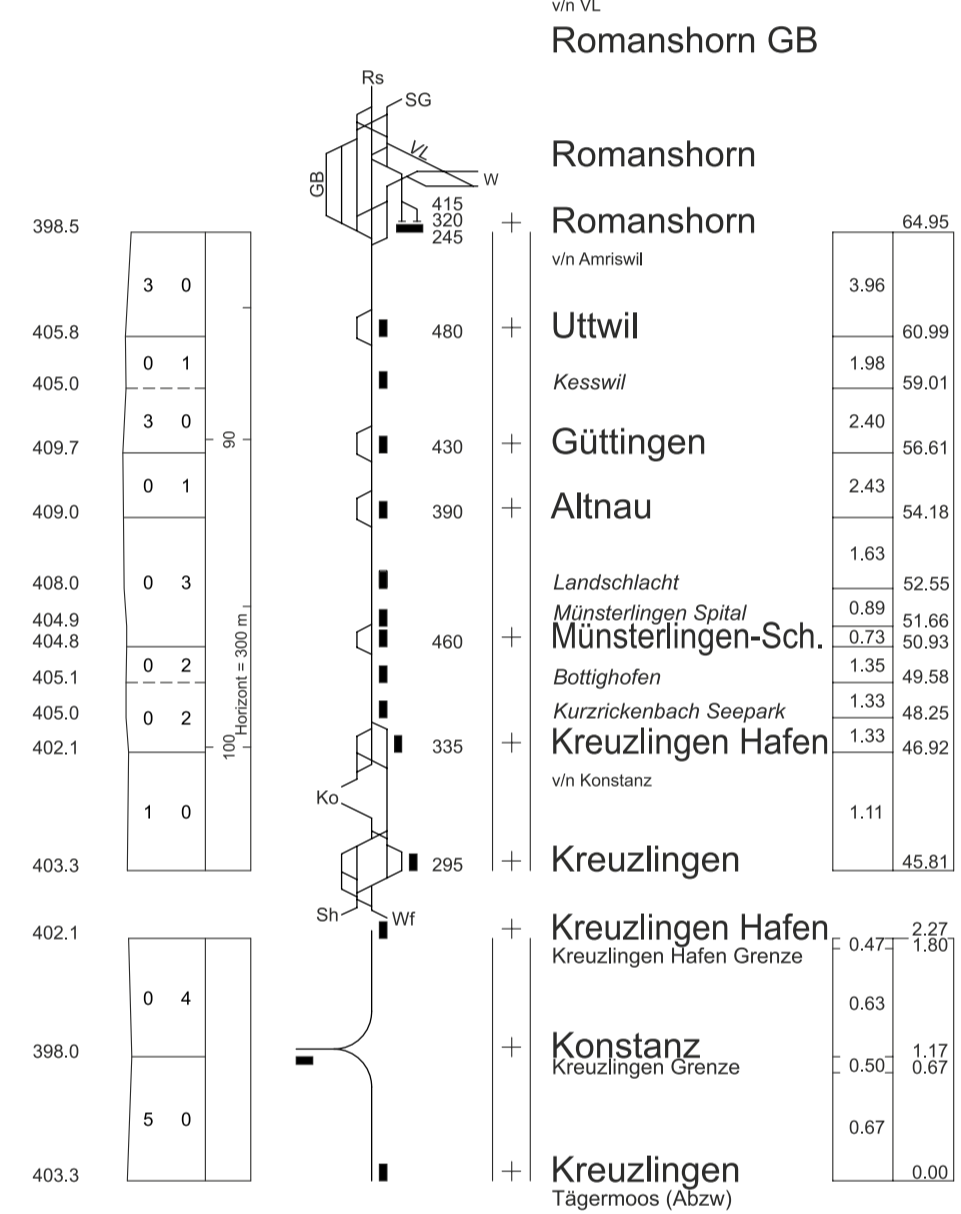 v/n VL
Romanshorn GB
Rs
SG
Romanshorn
VL
GB
W
415
398.5 320 + Romanshorn 64.95
245
v/n Amriswil
3 0 3.96
405.8 480 + Uttwil 60.99
0 1 1.98
405.0 Kesswil 59.01
3 0 2.40
409.7 90 430 + Güttingen 56.61
0 1 2.43
409.0 390 + Altnau 54.18
1.63
408.0 0 3 Landschlacht 52.55
404.9 Münsterlingen Spital 0.89 51.66
404.8 460 + Münsterlingen-Sch. 0.73 50.93
0 2 1.35
405.1 Bottighofen 49.58
Horizont = 300 m
405.0 0 2 Kurzrickenbach Seepark 1.33 48.25
402.1 100 335 + Kreuzlingen Hafen 1.33 46.92
v/n Konstanz
Ko
1 0 1.11
403.3 295 + Kreuzlingen 45.81
Sh Wf
402.1 + Kreuzlingen Hafen 2.27
Kreuzlingen Hafen Grenze 0.47 1.80
0 4 0.63
398.0 + Konstanz 1.17
Kreuzlingen Grenze 0.50 0.67
5 0 0.67
403.3 + Kreuzlingen 0.00
Tägermoos (Abzw)